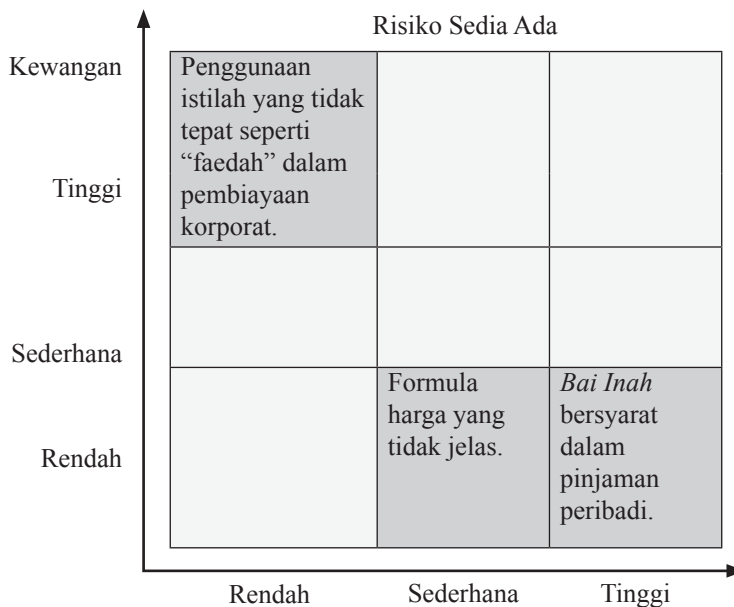 Risiko Sedia Ada
Kewangan
Penggunaan
istilah yang tidak
tepat seperti
“faedah” dalam
pembiayaan
korporat.
Tinggi
Sederhana
Formula
harga yang
tidak jelas.
Bai Inah
bersyarat
dalam
pinjaman
peribadi.
Rendah
Rendah
Sederhana
Tinggi